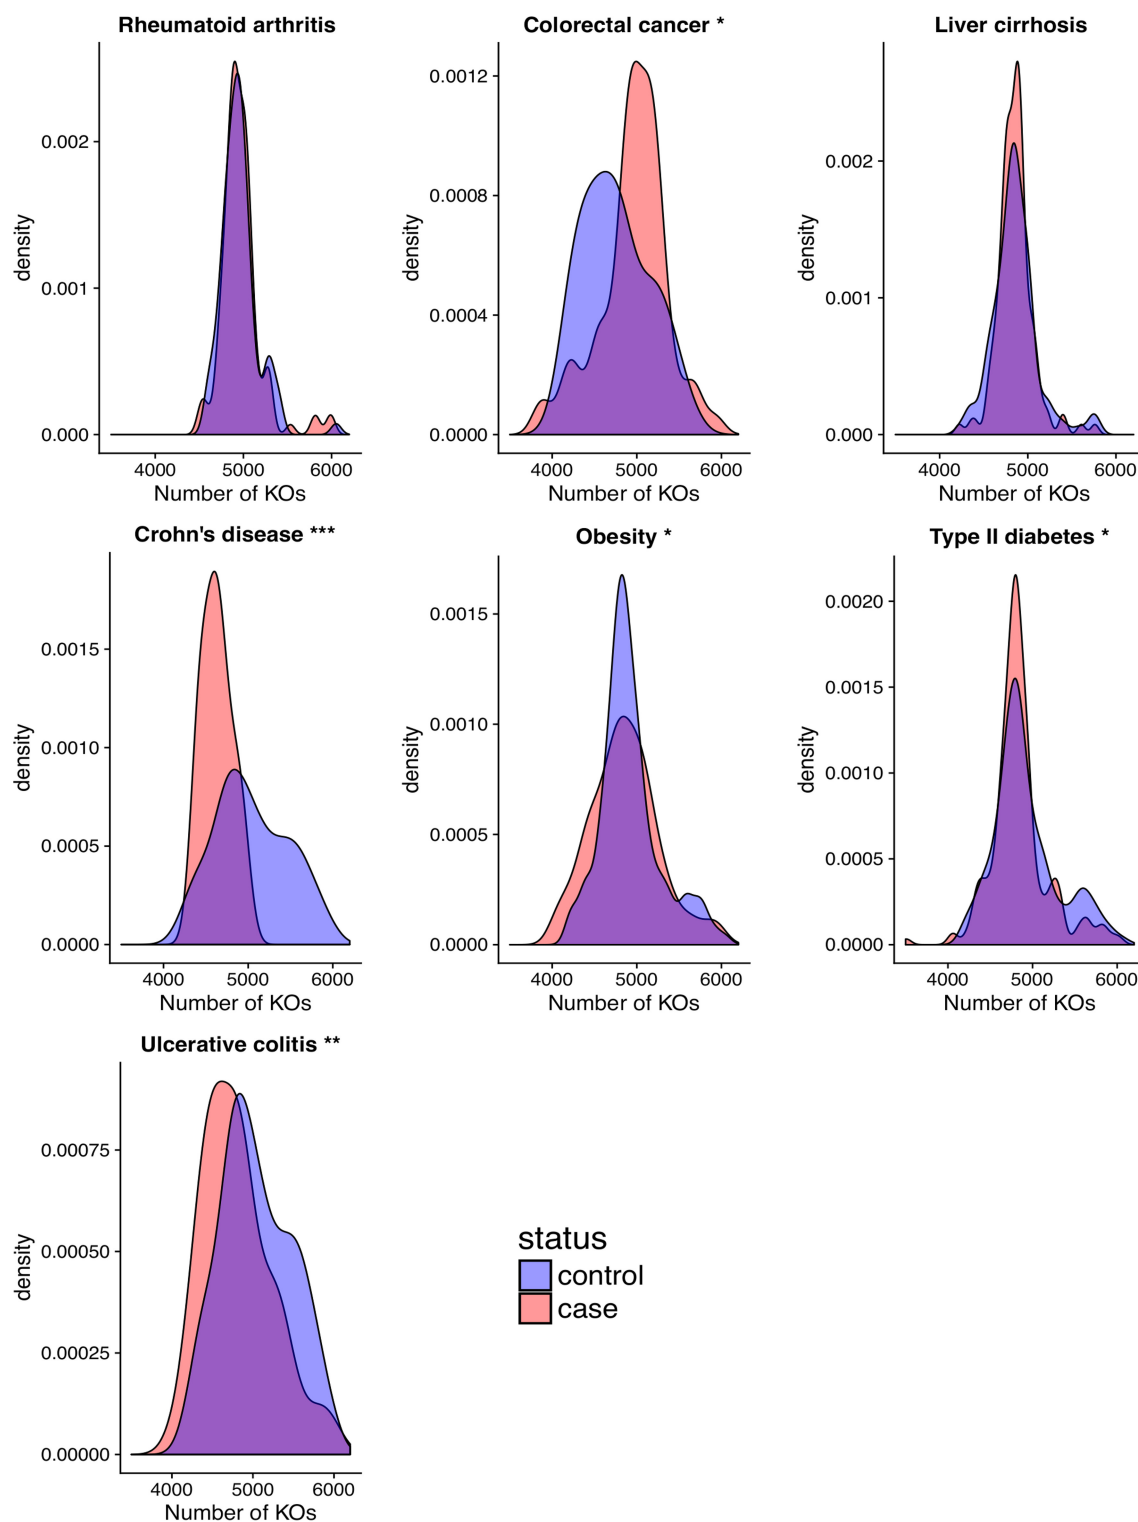 Rheumatoid arthritis
density
0.002
0.001
0.000
4000 5000 6000
Number of KOs
Colorectal cancer *
density
0.0012
0.0008
0.0004
0.0000
4000 5000 6000
Number of KOs
Liver cirrhosis
density
0.002
0.001
0.000
4000 5000 6000
Number of KOs
Crohn's disease ***
density
0.0015
0.0010
0.0005
0.0000
4000 5000 6000
Number of KOs
Obesity *
density
0.0015
0.0010
0.0005
0.0000
4000 5000 6000
Number of KOs
Type II diabetes *
density
0.0020
0.0015
0.0010
0.0005
0.0000
4000 5000 6000
Number of KOs
Ulcerative colitis **
density
0.00075
0.00050
0.00025
0.00000
4000 5000 6000
Number of KOs
status
control
case